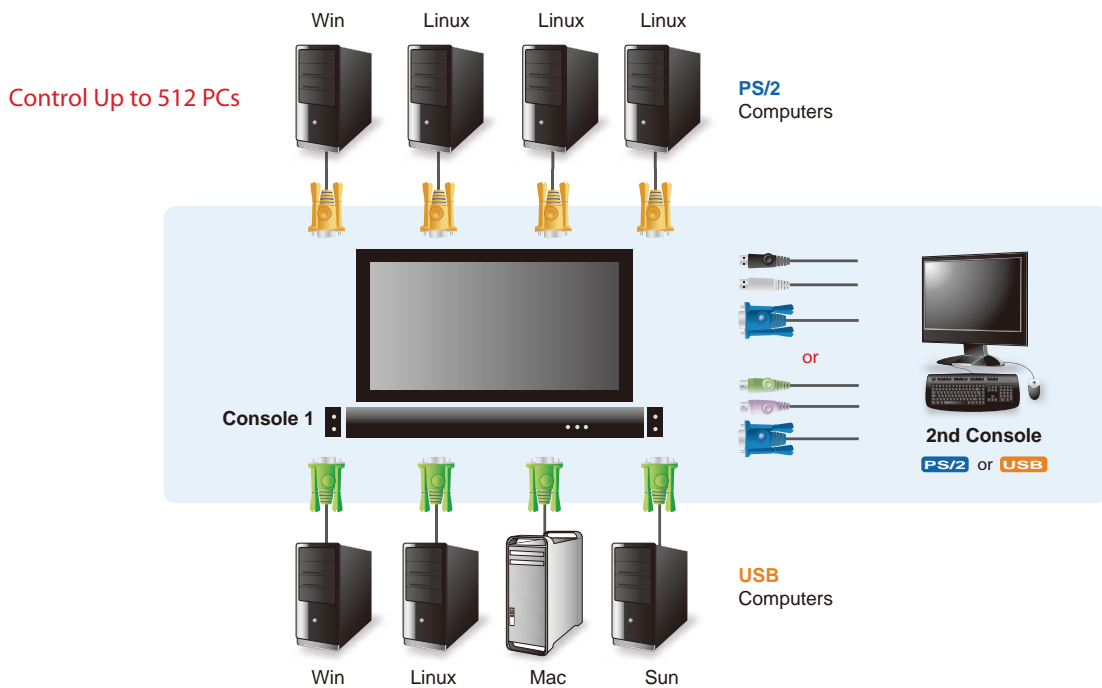 Win Linux Linux Linux
Control Up to 512 PCs
PS/2
Computers
or
Console 1
2nd Console
PS/2 or USB
USB
Computers
Win Linux Mac Sun